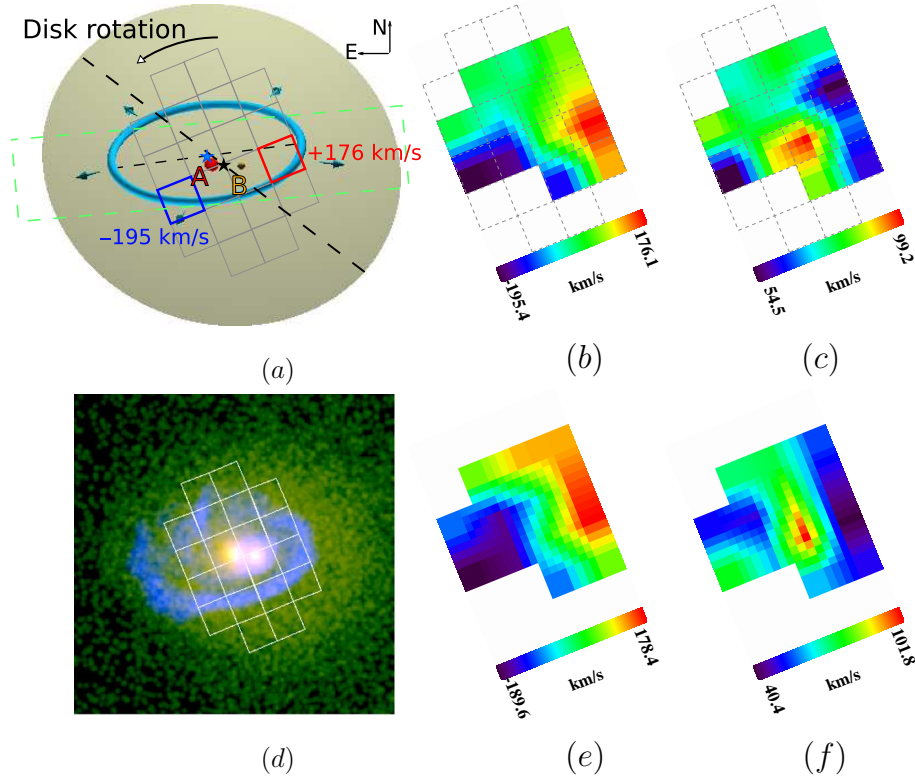 Disk rotation
N
E
A
B
+176 km/s
–195 km/s
(a)
-195.4
km/s
176.1
(b)
54.5
km/s
99.2
(c)
(d)
-189.6
km/s
178.4
(e)
40.4
km/s
101.8
(f)